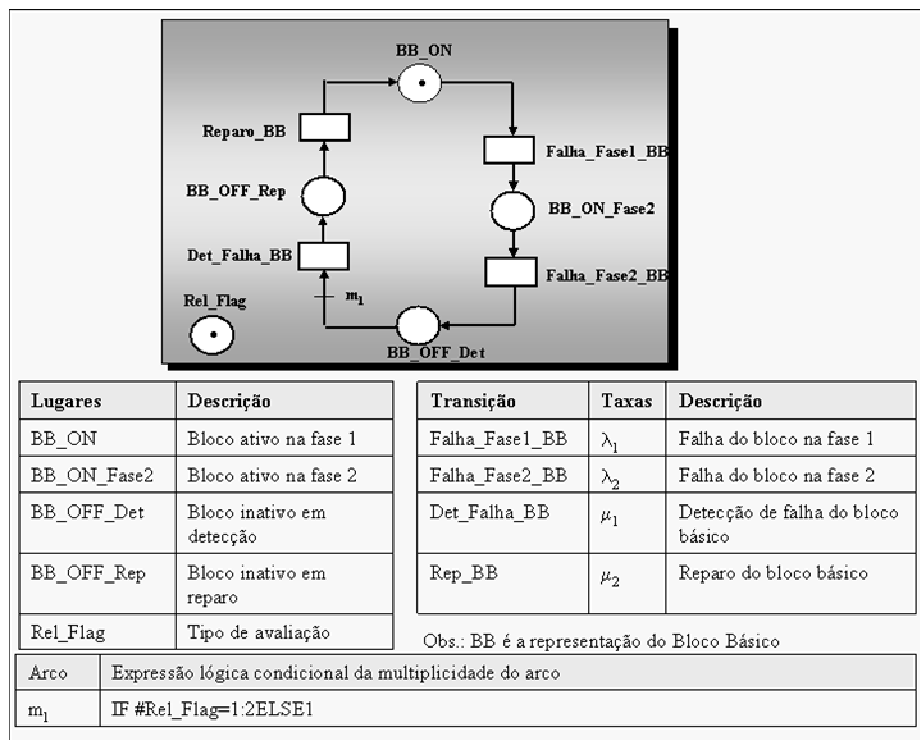 BB_ON
Reparo_BB
Falha_Fase1_BB
BB_OFF_Rep
BB_ON_Fase2
Det_Falha_BB
Falha_Fase2_BB
m1
Rel_Flag
BB_OFF_Det
Lugares Descrição
BB_ON Bloco ativo na fase 1
BB_ON_Fase2 Bloco ativo na fase 2
BB_OFF_Det Bloco inativo em
detecção
BB_OFF_Rep Bloco inativo em
reparo
Rel_Flag Tipo de avaliação
Transição Taxas Descrição
Falha_Fase1_BB λ1 Falha do bloco na fase 1
Falha_Fase2_BB λ2 Falha do bloco na fase 2
Det_Falha_BB μ1 Detecção de falha do bloco
básico
Rep_BB μ2 Reparo do bloco básico
Obs.: BB é a representação do Bloco Básico
Arco Expressão lógica condicional da multiplicidade do arco
m1 IF #Rel_Flag=1:2ELSE1